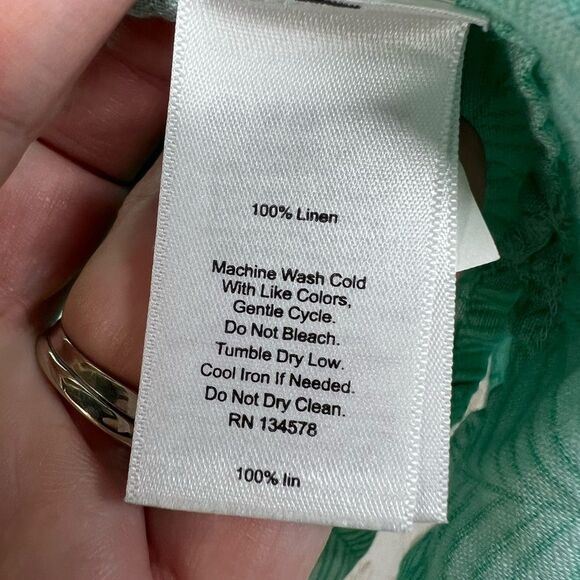 100% Linen
Machine Wash Cold
With Like Colors,
Gentle Cycle.
Do Not Bleach.
Tumble Dry Low.
Cool Iron If Needed.
Do Not Dry Clean.
RN 134578
100% lin